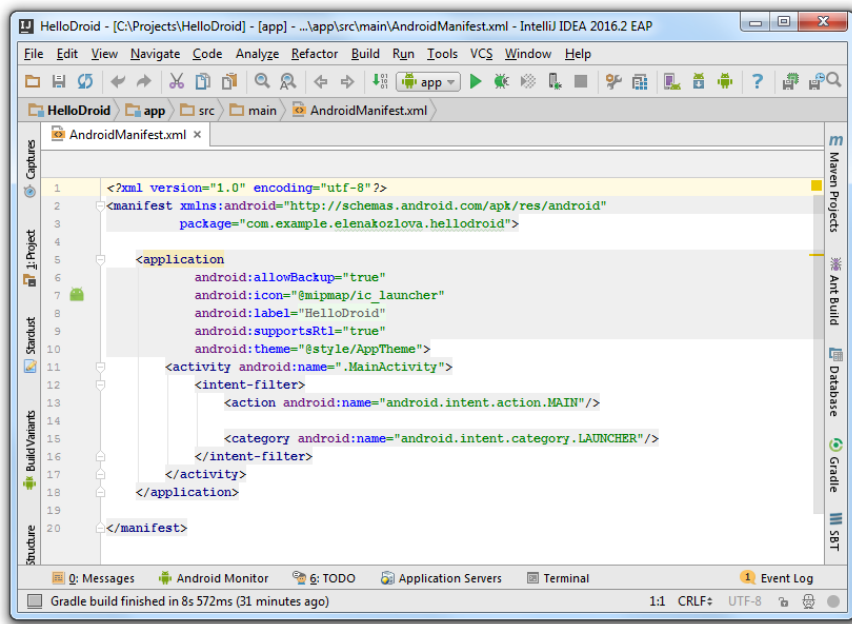 HelloDroid - [C:\Projects\HelloDroid] - [app] - ...\app\src\main\AndroidManifest.xml - IntelliJ IDEA 2016.2 EAP
File Edit View Navigate Code Analyze Refactor Build Run Tools VCS Window Help
app
HelloDroid app src main AndroidManifest.xml
AndroidManifest.xml ×
Captures
1: Project
Stardust
Build Variants
Structure
1 <?xml version="1.0" encoding="utf-8"?>
2 <manifest xmlns:android="http://schemas.android.com/apk/res/android"
3 package="com.example.elenakozlova.hellodroid">
4
5 <application
6 android:allowBackup="true"
7 android:icon="@mipmap/ic_launcher"
8 android:label="HelloDroid"
9 android:supportsRtl="true"
10 android:theme="@style/AppTheme">
11 <activity android:name=".MainActivity">
12 <intent-filter>
13 <action android:name="android.intent.action.MAIN"/>
14
15 <category android:name="android.intent.category.LAUNCHER"/>
16 </intent-filter>
17 </activity>
18 </application>
19
20 </manifest>
Maven Projects
Ant Build
Database
Gradle
SBT
0: Messages Android Monitor 6: TODO Application Servers Terminal 1 Event Log
Gradle build finished in 8s 572ms (31 minutes ago) 1:1 CRLF UTF-8